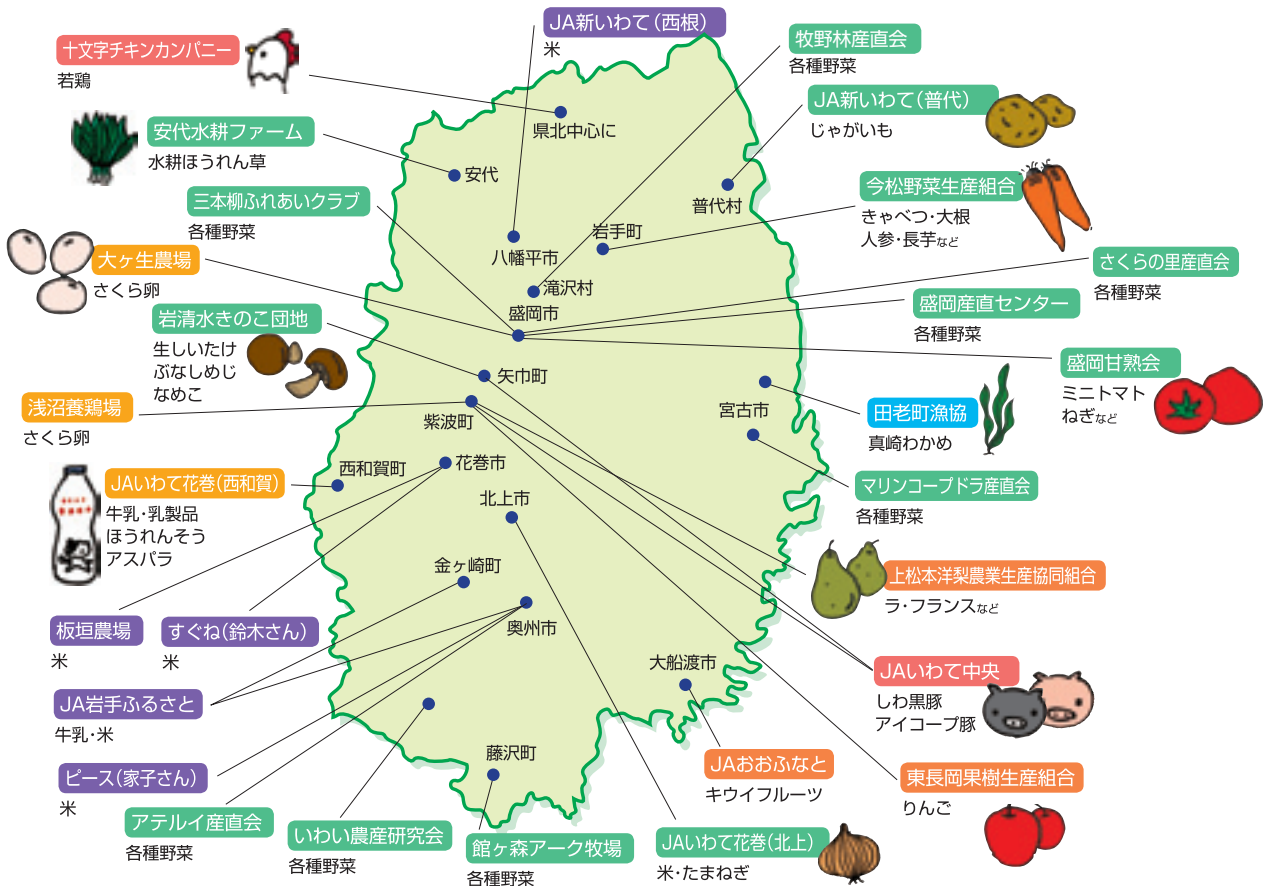 JA新いわて(西根)
米
十文字チキンカンパニー
若鶏
牧野林産直会
各種野菜
JA新いわて(普代)
じゃがいも
県北中心に
安代水耕ファーム
水耕ほうれん草
安代
普代村
今松野菜生産組合
きゃべつ・大根
人参・長芋など
三本柳ふれあいクラブ
各種野菜
岩手町
八幡平市
大ヶ生農場
さくら卵
さくらの里産直会
各種野菜
滝沢村
盛岡市
盛岡産直センター
各種野菜
岩清水きのこ団地
生しいたけ
ぶなしめじ
なめこ
盛岡甘熟会
ミニトマト
ねぎなど
矢巾町
浅沼養鶏場
さくら卵
紫波町
宮古市
田老町漁協
真崎わかめ
西和賀町
花巻市
JAいわて花巻(西和賀)
牛乳・乳製品
ほうれんそう
アスパラ
マリンコープドラ産直会
各種野菜
北上市
金ヶ崎町
上松本洋梨農業生産協同組合
ラ・フランスなど
板垣農場
米
すぐね(鈴木さん)
米
奥州市
大船渡市
JAいわて中央
しわ黒豚
アイコープ豚
JA岩手ふるさと
牛乳・米
藤沢町
JAおおふなと
キウイフルーツ
ピース(家子さん)
米
東長岡果樹生産組合
りんご
アテルイ産直会
各種野菜
いわい農産研究会
各種野菜
館ヶ森アーク牧場
各種野菜
JAいわて花巻(北上)
米・たまねぎ